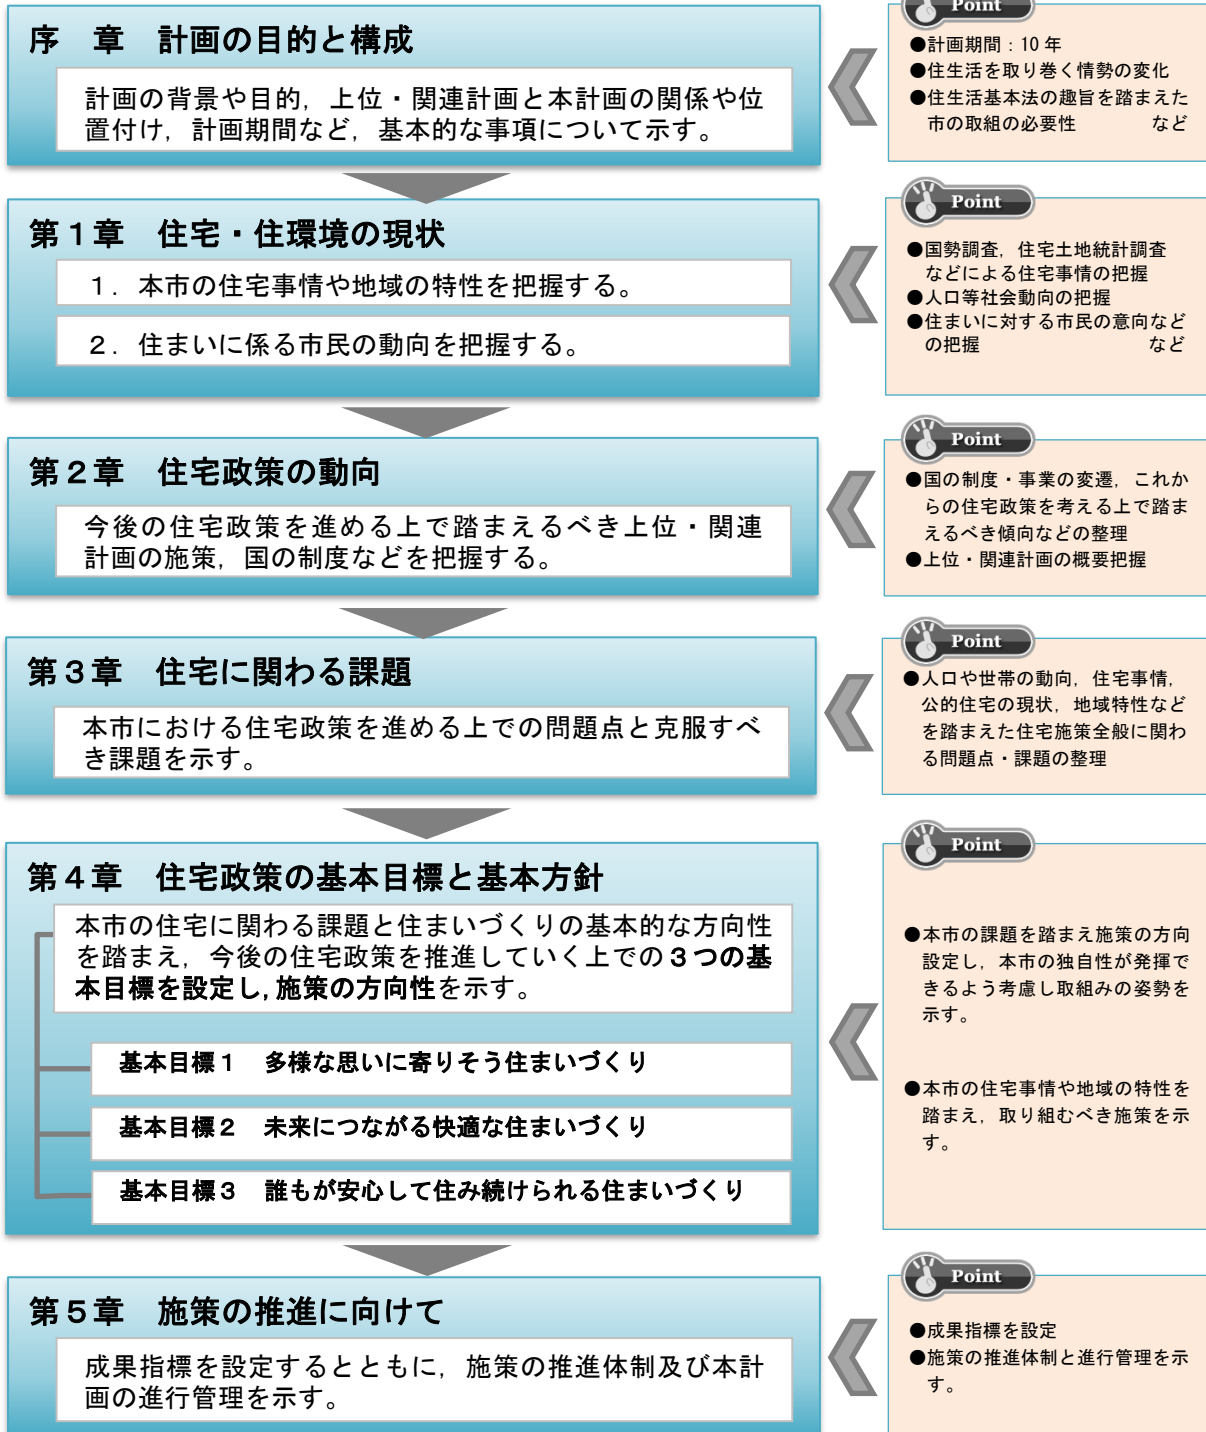 序　章　計画の目的と構成
計画の背景や目的，上位・関連計画と本計画の関係や位
置付け，計画期間など，基本的な事項について示す。
Point
●計画期間：10年
●住生活を取り巻く情勢の変化
●住生活基本法の趣旨を踏まえた
市の取組の必要性　　　　など
第１章　住宅・住環境の現状
１．本市の住宅事情や地域の特性を把握する。
２．住まいに係る市民の動向を把握する。
Point
●国勢調査，住宅土地統計調査
などによる住宅事情の把握
●人口等社会動向の把握
●住まいに対する市民の意向など
の把握　　　　　　　　　など
第２章　住宅政策の動向
今後の住宅政策を進める上で踏まえるべき上位・関連
計画の施策，国の制度などを把握する。
Point
●国の制度・事業の変遷，これか
らの住宅政策を考える上で踏ま
えるべき傾向などの整理
●上位・関連計画の概要把握
第３章　住宅に関わる課題
本市における住宅政策を進める上での問題点と克服すべ
き課題を示す。
Point
●人口や世帯の動向，住宅事情，
公的住宅の現状，地域特性など
を踏まえた住宅施策全般に関わ
る問題点・課題の整理
第４章　住宅政策の基本目標と基本方針
本市の住宅に関わる課題と住まいづくりの基本的な方向性
を踏まえ，今後の住宅政策を推進していく上での３つの基
本目標を設定し，施策の方向性を示す。
基本目標１　多様な思いに寄りそう住まいづくり
基本目標２　未来につながる快適な住まいづくり
基本目標３　誰もが安心して住み続けられる住まいづくり
Point
●本市の課題を踏まえ施策の方向
設定し，本市の独自性が発揮で
きるよう考慮し取組みの姿勢を
示す。
●本市の住宅事情や地域の特性を
踏まえ，取り組むべき施策を示
す。
第５章　施策の推進に向けて
成果指標を設定するとともに，施策の推進体制及び本計
画の進行管理を示す。
Point
●成果指標を設定
●施策の推進体制と進行管理を示
す。